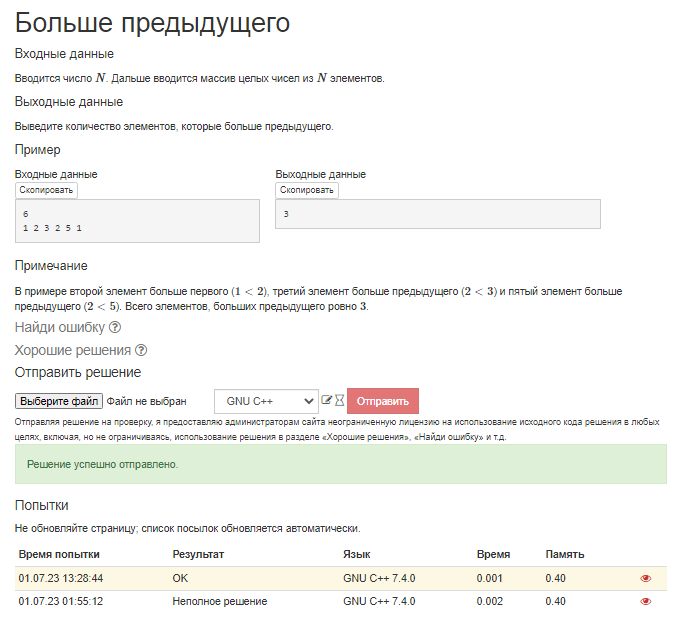 Больше предыдущего
Входные данные
Вводится число N. Дальше вводится массив целых чисел из N элементов.
Выходные данные
Выведите количество элементов, которые больше предыдущего.
Пример
Входные данные
Скопировать
6
1 2 3 2 5 1
Выходные данные
Скопировать
3
Примечание
В примере второй элемент больше первого (1 < 2), третий элемент больше предыдущего (2 < 3) и пятый элемент больше
предыдущего (2 < 5). Всего элементов, больших предыдущего ровно 3.
Найди ошибку ?
Хорошие решения ?
Отправить решение
Выберите файл Файл не выбран GNU C++ Отправить
Отправляя решение на проверку, я предоставляю администраторам сайта неограниченную лицензию на использование исходного кода решения в любых
целях, включая, но не ограничиваясь, использование решения в разделе «Хорошие решения», «Найди ошибку» и т.д.
Решение успешно отправлено.
Попытки
Не обновляйте страницу; список посылок обновляется автоматически.
Время попытки Результат Язык Время Память
01.07.23 13:28:44 OK GNU C++ 7.4.0 0.001 0.40
01.07.23 01:55:12 Неполное решение GNU C++ 7.4.0 0.002 0.40